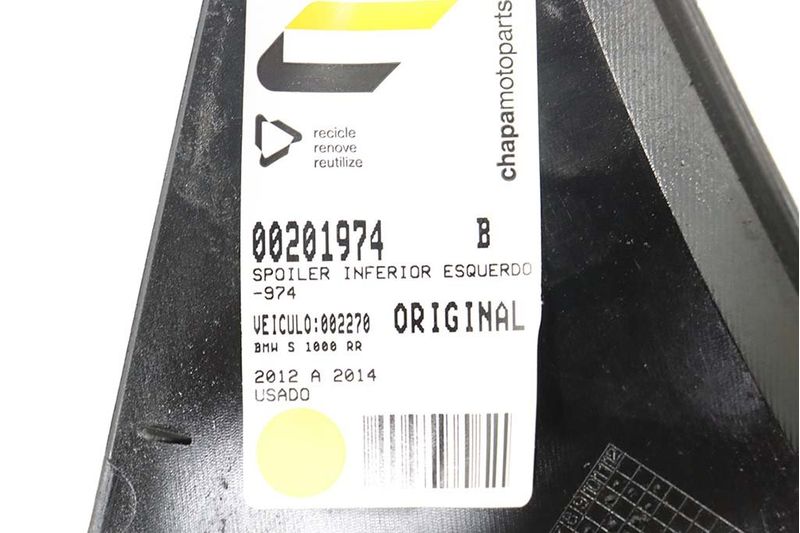 chapamotoparts
recicle
renove
reutilize
00201974 B
SPOILER INFERIOR ESQUERDO
-974
VEICULO:002270 ORIGINAL
BMW S 1000 RR
2012 A 2014
USADO